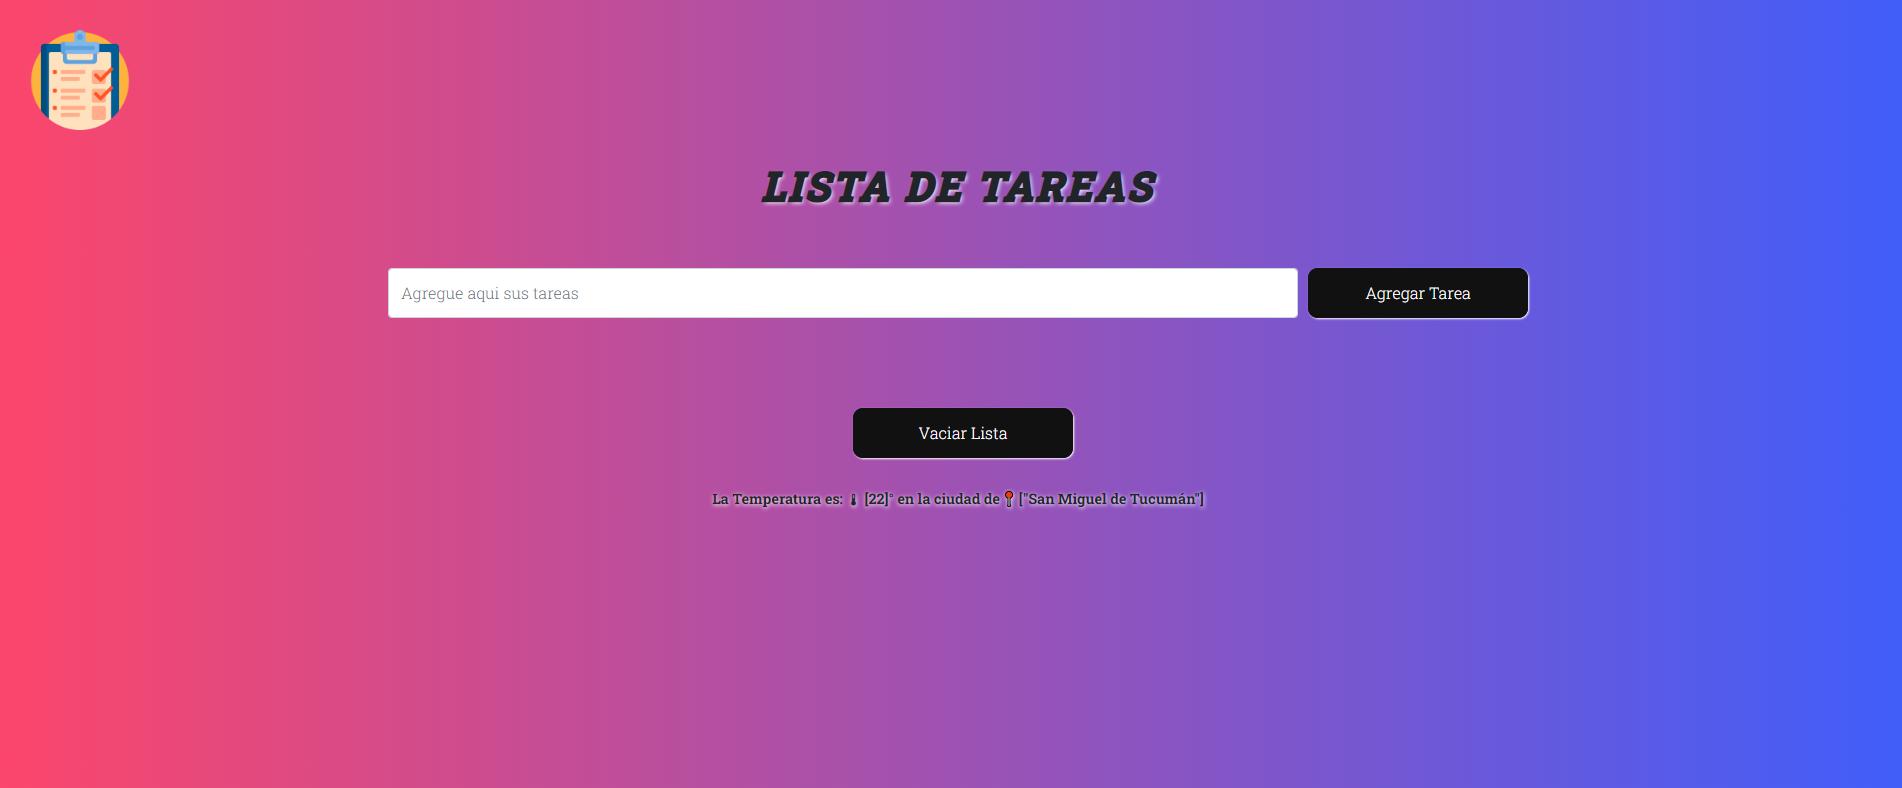 LISTA DE TAREAS
Agregue aqui sus tareas
Agregar Tarea
Vaciar Lista
La Temperatura es: 🌡 [22]° en la ciudad de 📍 ["San Miguel de Tucumán"]